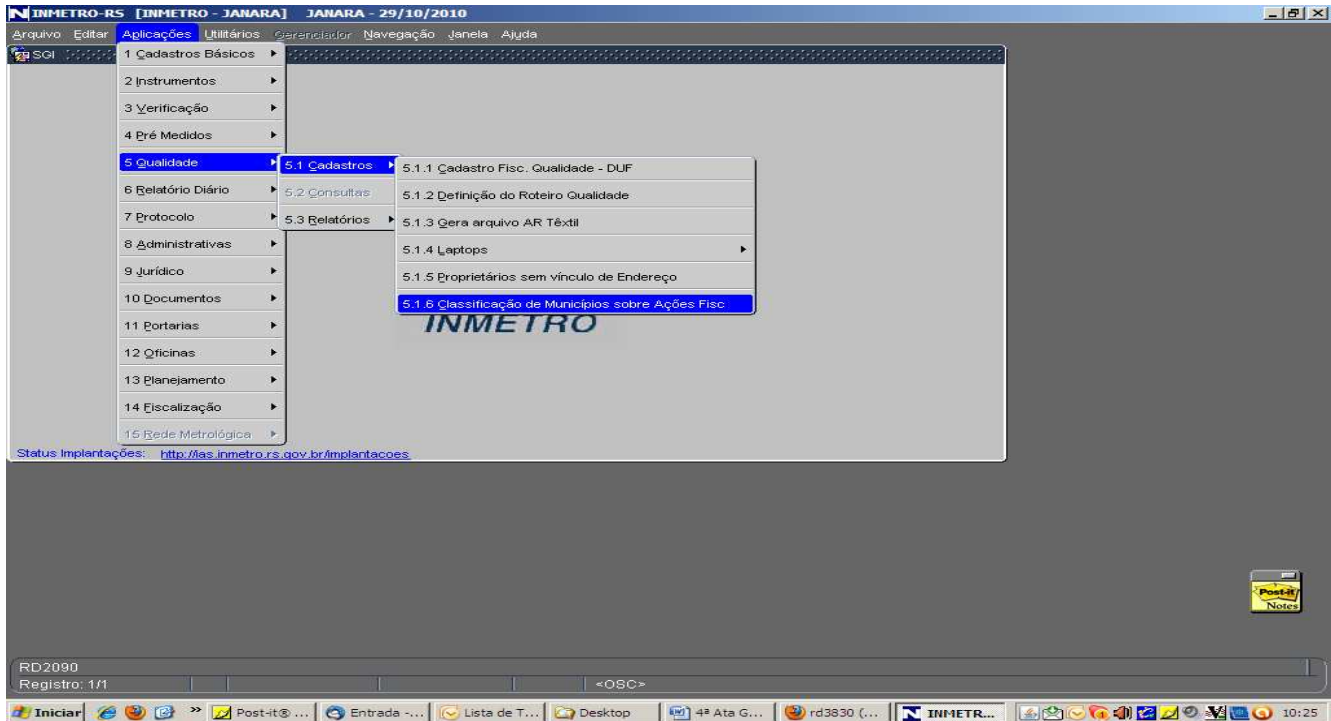 INMETRO-RS [INMETRO - JANARA] JANARA - 29/10/2010
Arquivo Editar Aplicações Utilitários Gerenciador Navegação Janela Ajuda
SGI
1 Cadastros Básicos
2 Instrumentos
3 Verificação
4 Pré Medidos
5 Qualidade
6 Relatório Diário
7 Protocolo
8 Administrativas
9 Jurídico
10 Documentos
11 Portarias
12 Oficinas
13 Planejamento
14 Fiscalização
15 Rede Metrológica
5.1 Cadastros
5.2 Consultas
5.3 Relatórios
5.1.1 Cadastro Fisc. Qualidade - DUF
5.1.2 Definição do Roteiro Qualidade
5.1.3 Gera arquivo AR Têxtil
5.1.4 Laptops
5.1.5 Proprietários sem vínculo de Endereço
5.1.6 Classificação de Municípios sobre Ações Fisc
INMETRO
Status Implantações: http://ias.inmetro.rs.gov.br/implantacoes
Post-it
Notes
RD2090
Registro: 1/1 <OSC>
Iniciar » Post-it® ... Entrada -... Lista de T... Desktop 4ª Ata G... rd3830 (... INMETR... 10:25